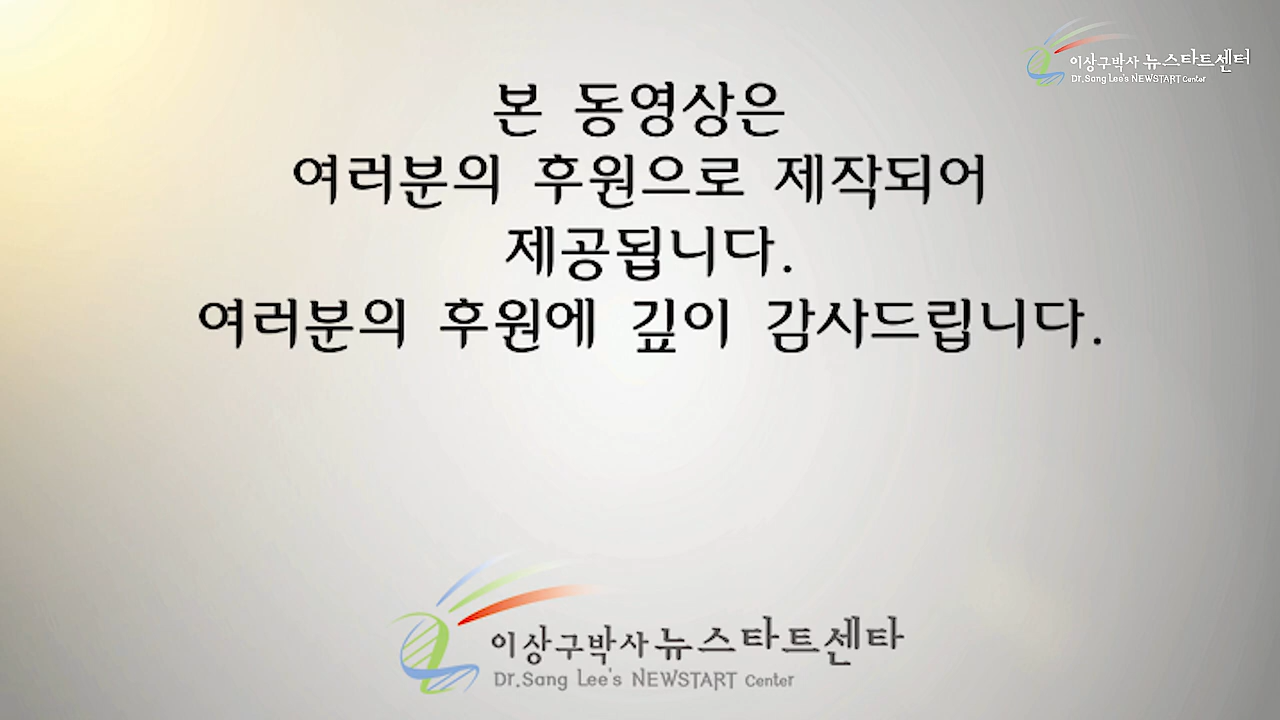 이상구박사 뉴스타트센터
Dr.Sang Lee's NEWSTART Center
본 동영상은
여러분의 후원으로 제작되어
제공됩니다.
여러분의 후원에 깊이 감사드립니다.
이상구박사 뉴스타트센타
Dr.Sang Lee's NEWSTART Center